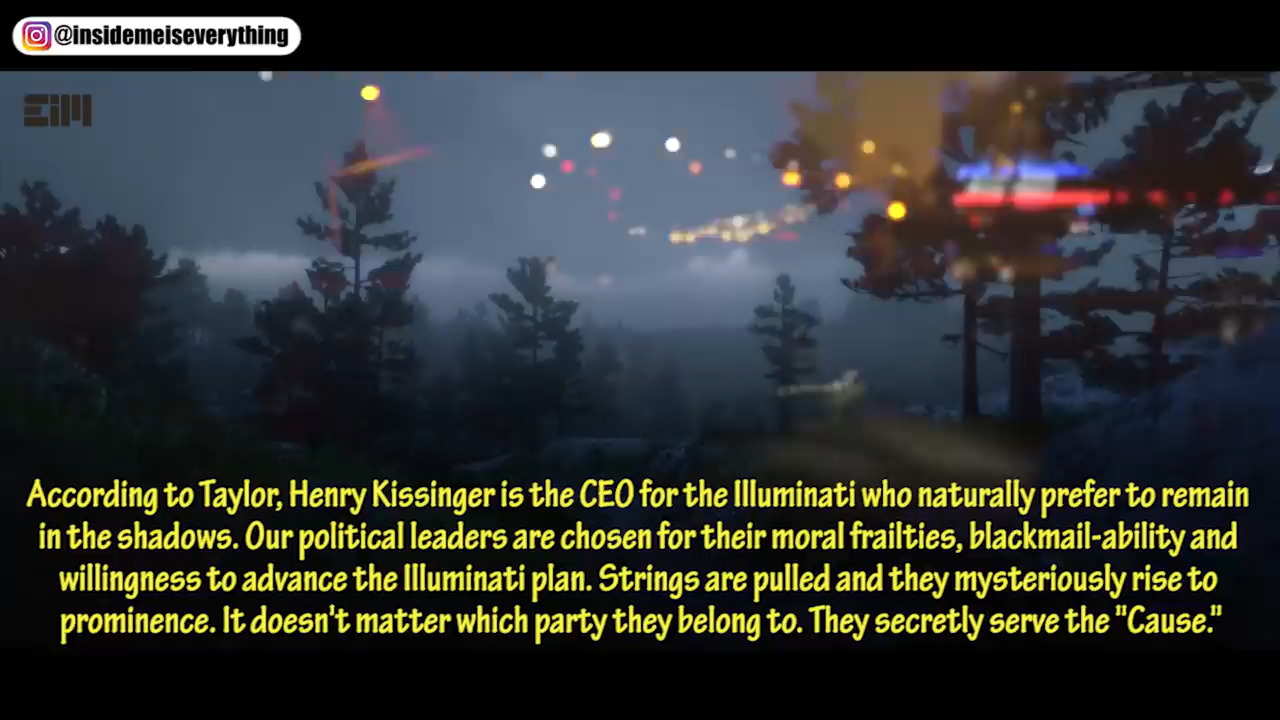 @insidemeiseverything
EIM
According to Taylor, Henry Kissinger is the CEO for the Illuminati who naturally prefer to remain
in the shadows. Our political leaders are chosen for their moral frailties, blackmail-ability and
willingness to advance the Illuminati plan. Strings are pulled and they mysteriously rise to
prominence. It doesn't matter which party they belong to. They secretly serve the "Cause."